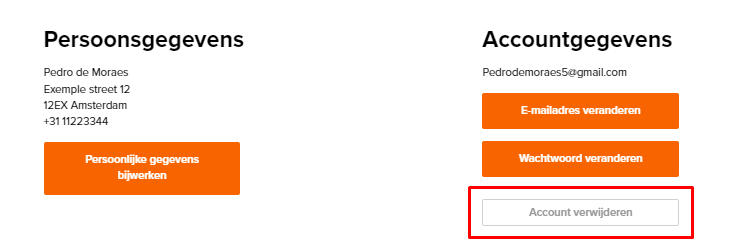 Persoonsgegevens
Pedro de Moraes
Exemple street 12
12EX Amsterdam
+31 11223344
Persoonlijke gegevens
bijwerken
Accountgegevens
Pedrodemoraes5@gmail.com
E-mailadres veranderen
Wachtwoord veranderen
Account verwijderen